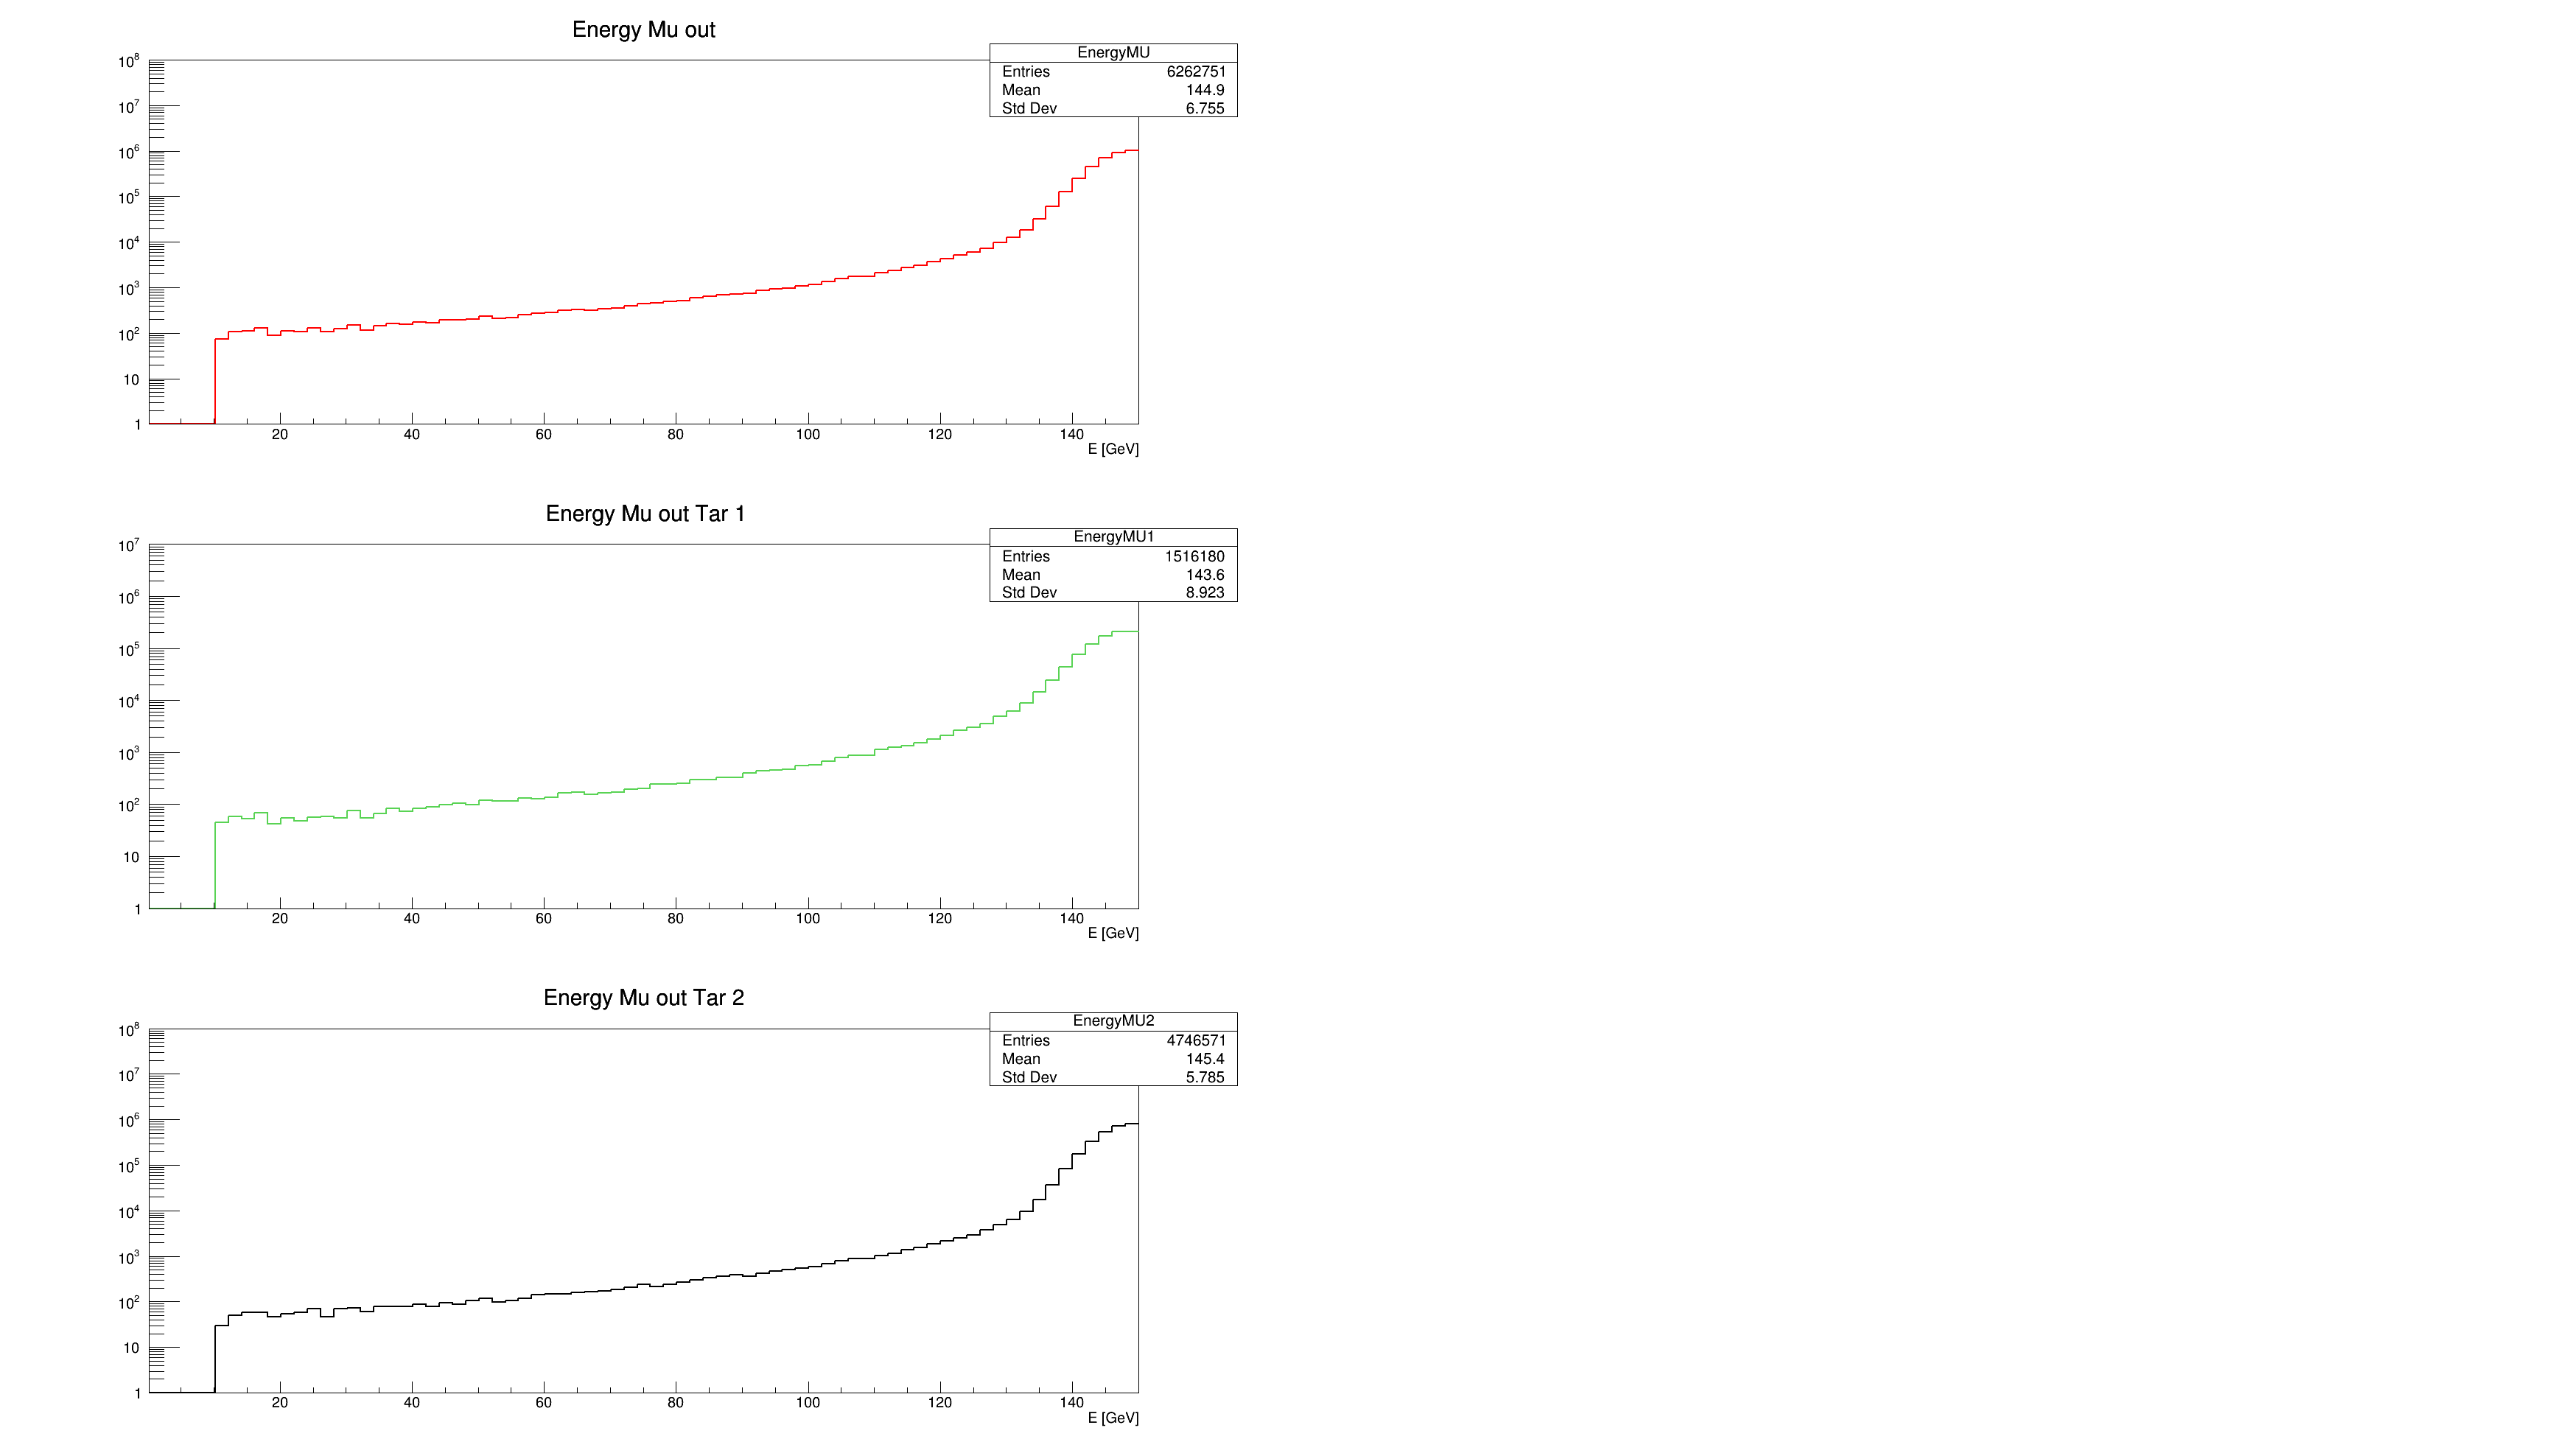 Energy Mu out
EnergyMU
Entries 6262751
Mean 144.9
Std Dev 6.755
10^8
10^7
10^6
10^5
10^4
10^3
10^2
10
1
20 40 60 80 100 120 140
E [GeV]
Energy Mu out Tar 1
EnergyMU1
Entries 1516180
Mean 143.6
Std Dev 8.923
10^7
10^6
10^5
10^4
10^3
10^2
10
1
20 40 60 80 100 120 140
E [GeV]
Energy Mu out Tar 2
EnergyMU2
Entries 4746571
Mean 145.4
Std Dev 5.785
10^8
10^7
10^6
10^5
10^4
10^3
10^2
10
1
20 40 60 80 100 120 140
E [GeV]